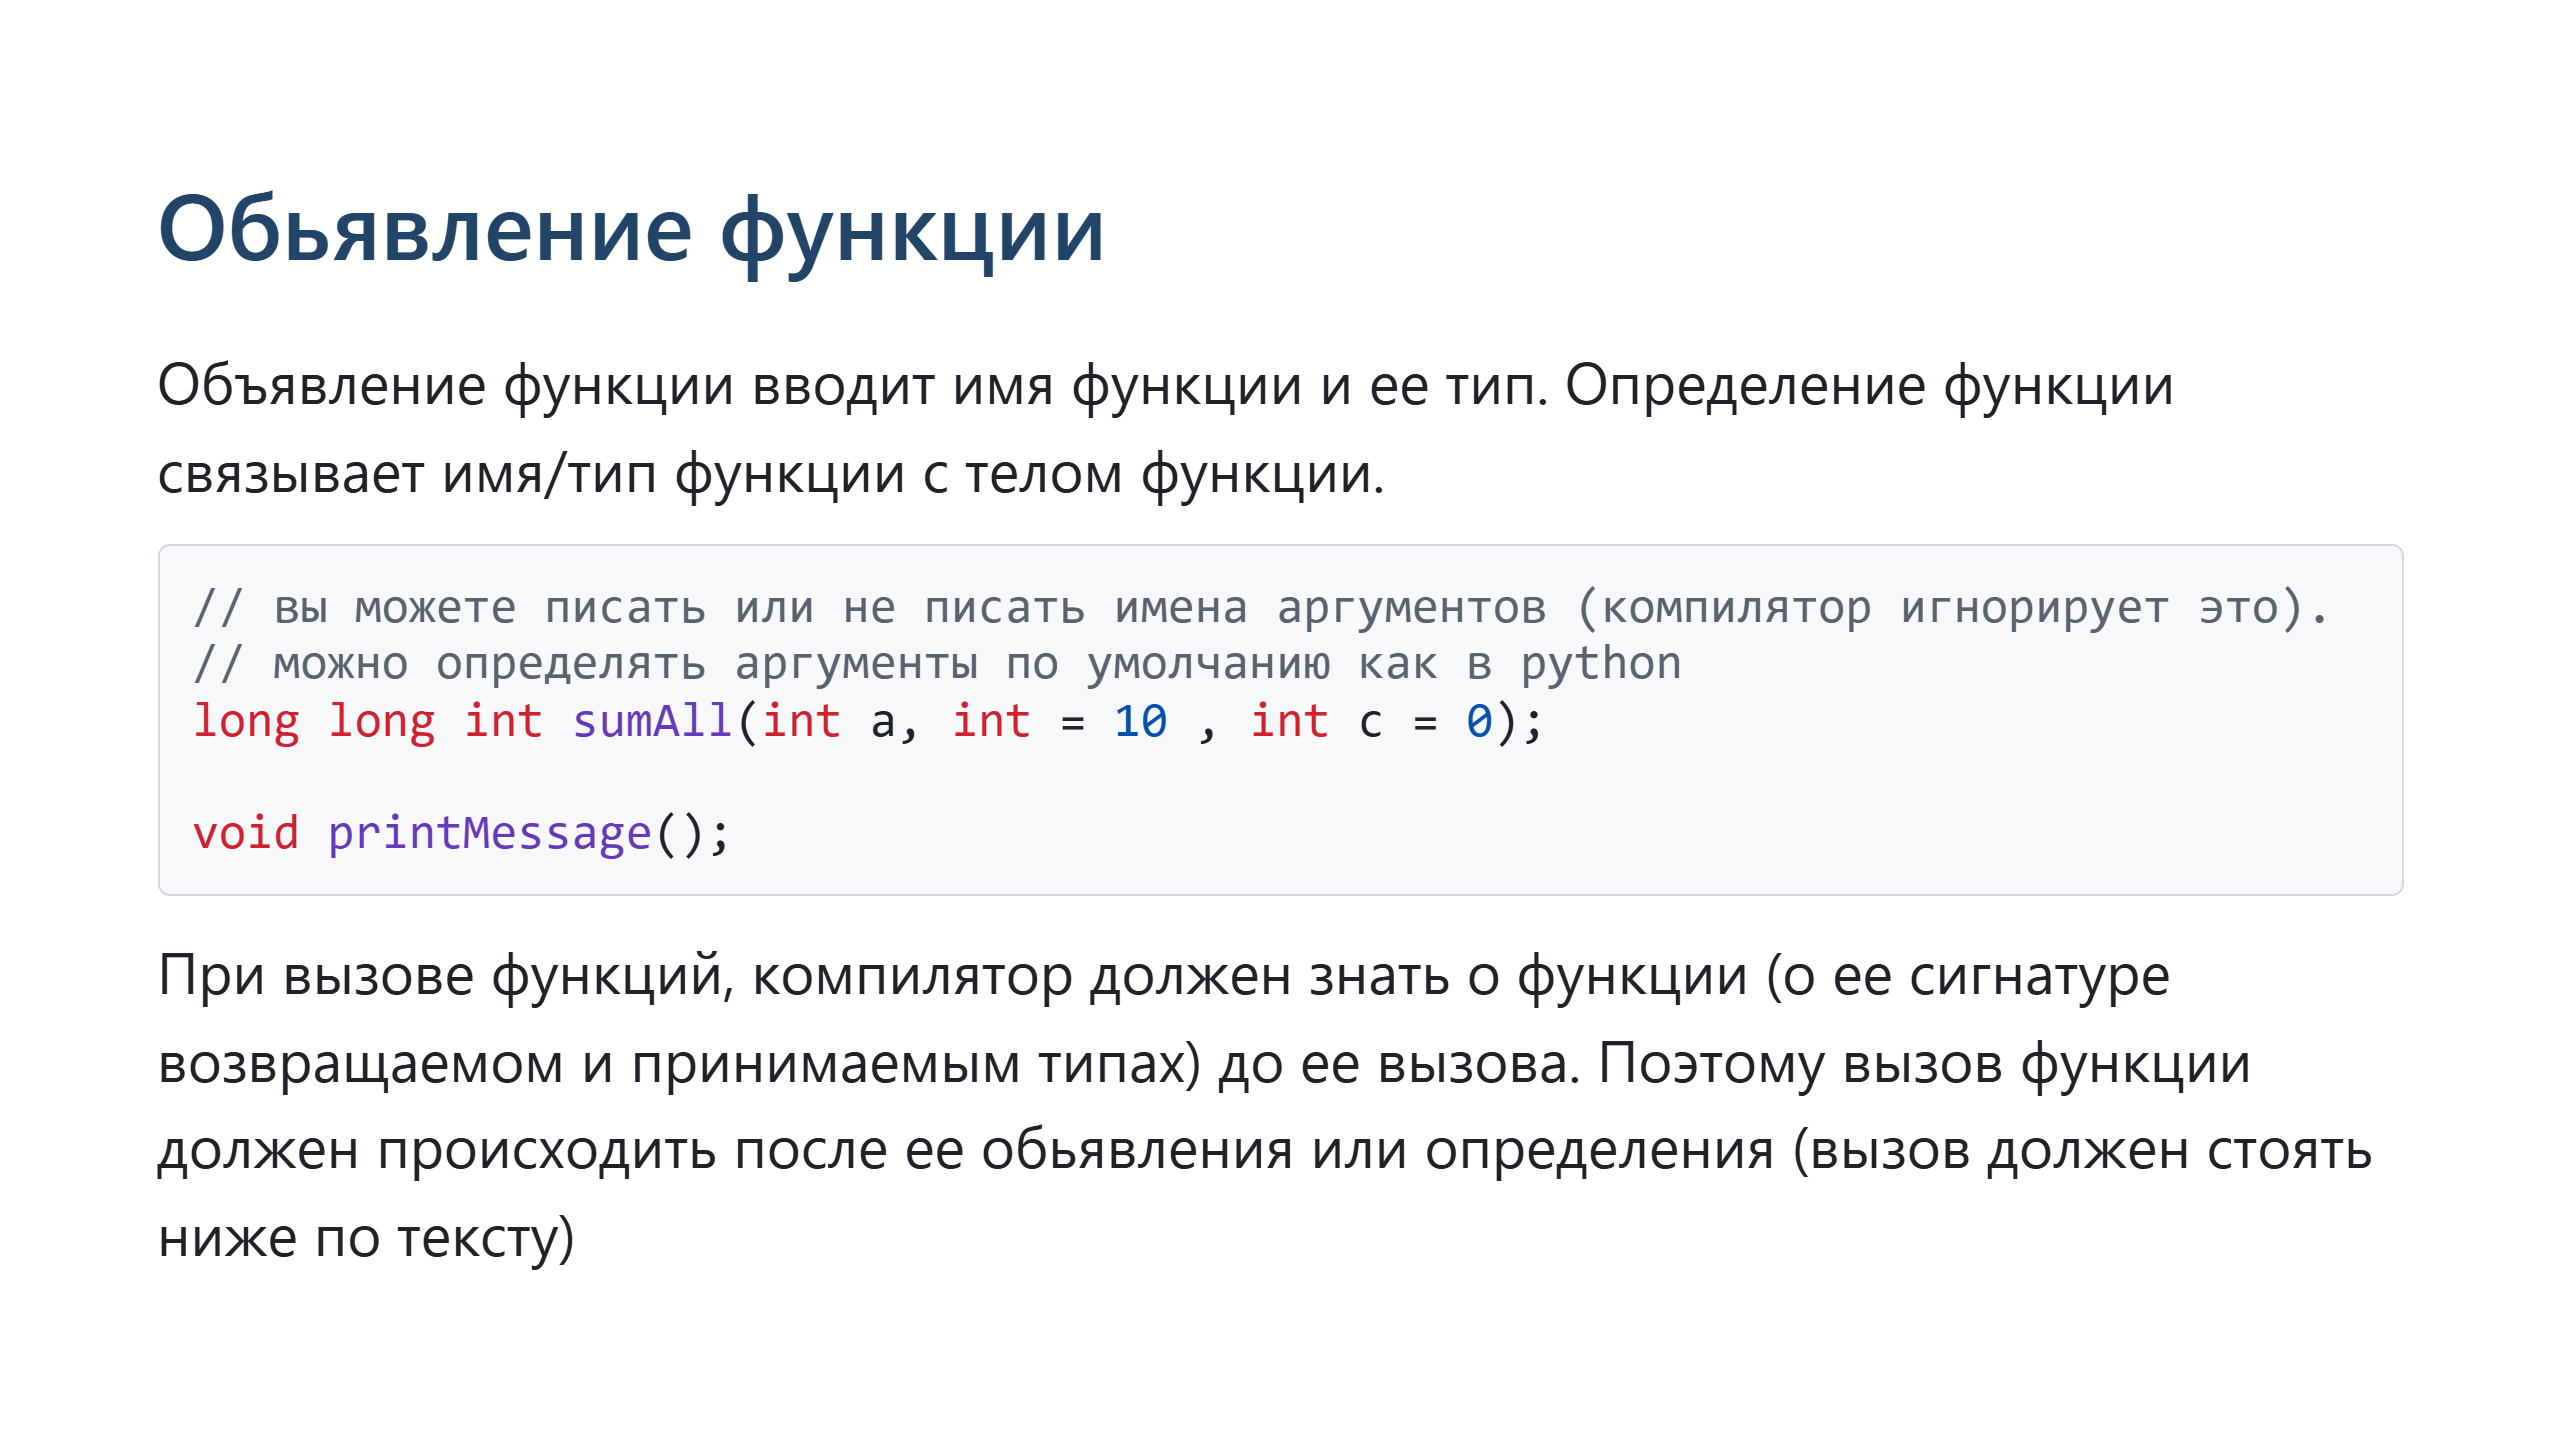 Обьявление функции
Объявление функции вводит имя функции и ее тип. Определение функции
связывает имя/тип функции с телом функции.
// вы можете писать или не писать имена аргументов (компилятор игнорирует это).
// можно определять аргументы по умолчанию как в python
long long int sumAll(int a, int = 10 , int c = 0);
void printMessage();
При вызове функций, компилятор должен знать о функции (о ее сигнатуре
возвращаемом и принимаемым типах) до ее вызова. Поэтому вызов функции
должен происходить после ее обьявления или определения (вызов должен стоять
ниже по тексту)